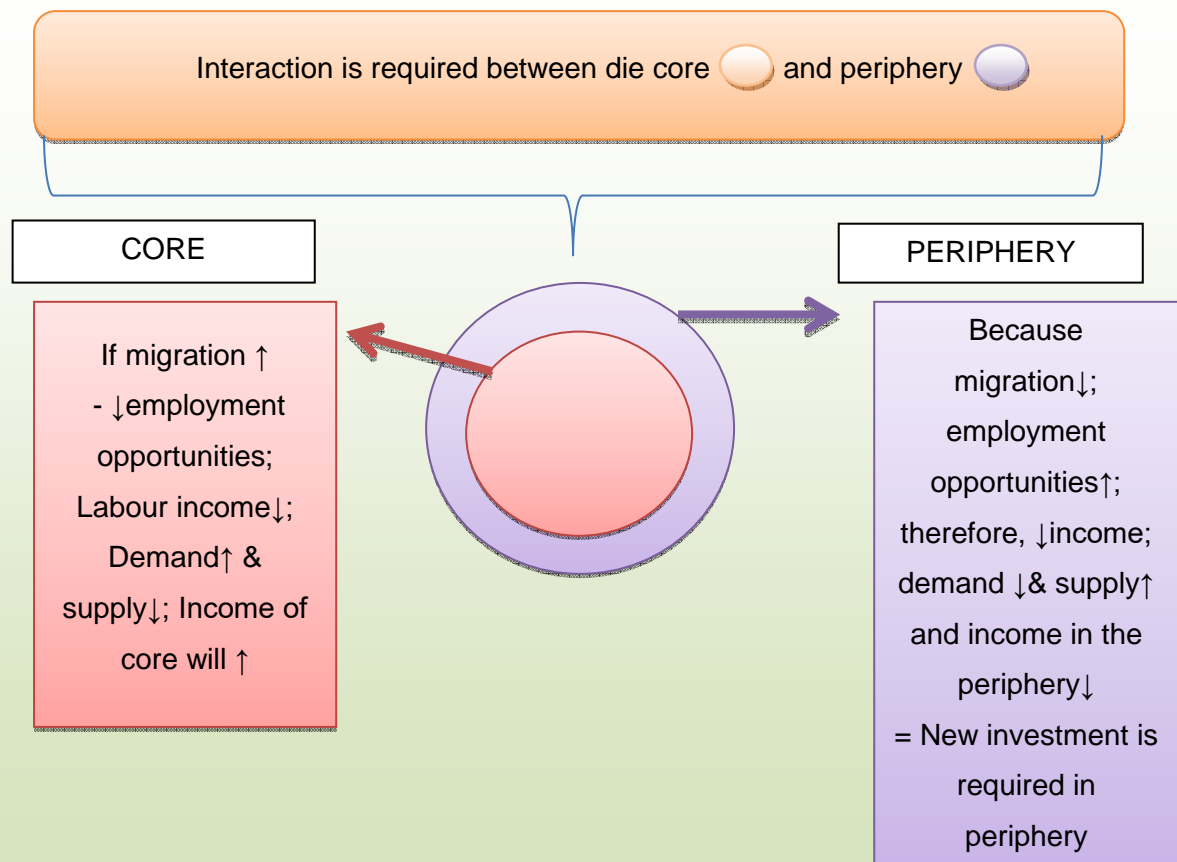 Interaction is required between die core and periphery
CORE
If migration ↑
- ↓employment
opportunities;
Labour income↓;
Demand↑ &
supply↓; Income of
core will ↑
PERIPHERY
Because
migration↓;
employment
opportunities↑;
therefore, ↓income;
demand ↓& supply↑
and income in the
periphery↓
= New investment is
required in
periphery